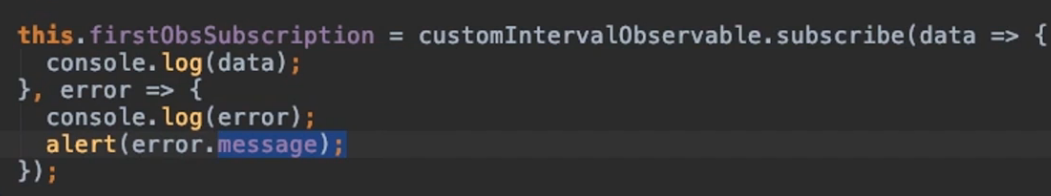 this.firstObsSubscription = customIntervalObservable.subscribe(data => {
  console.log(data);
}, error => {
  console.log(error);
  alert(error.message);
});